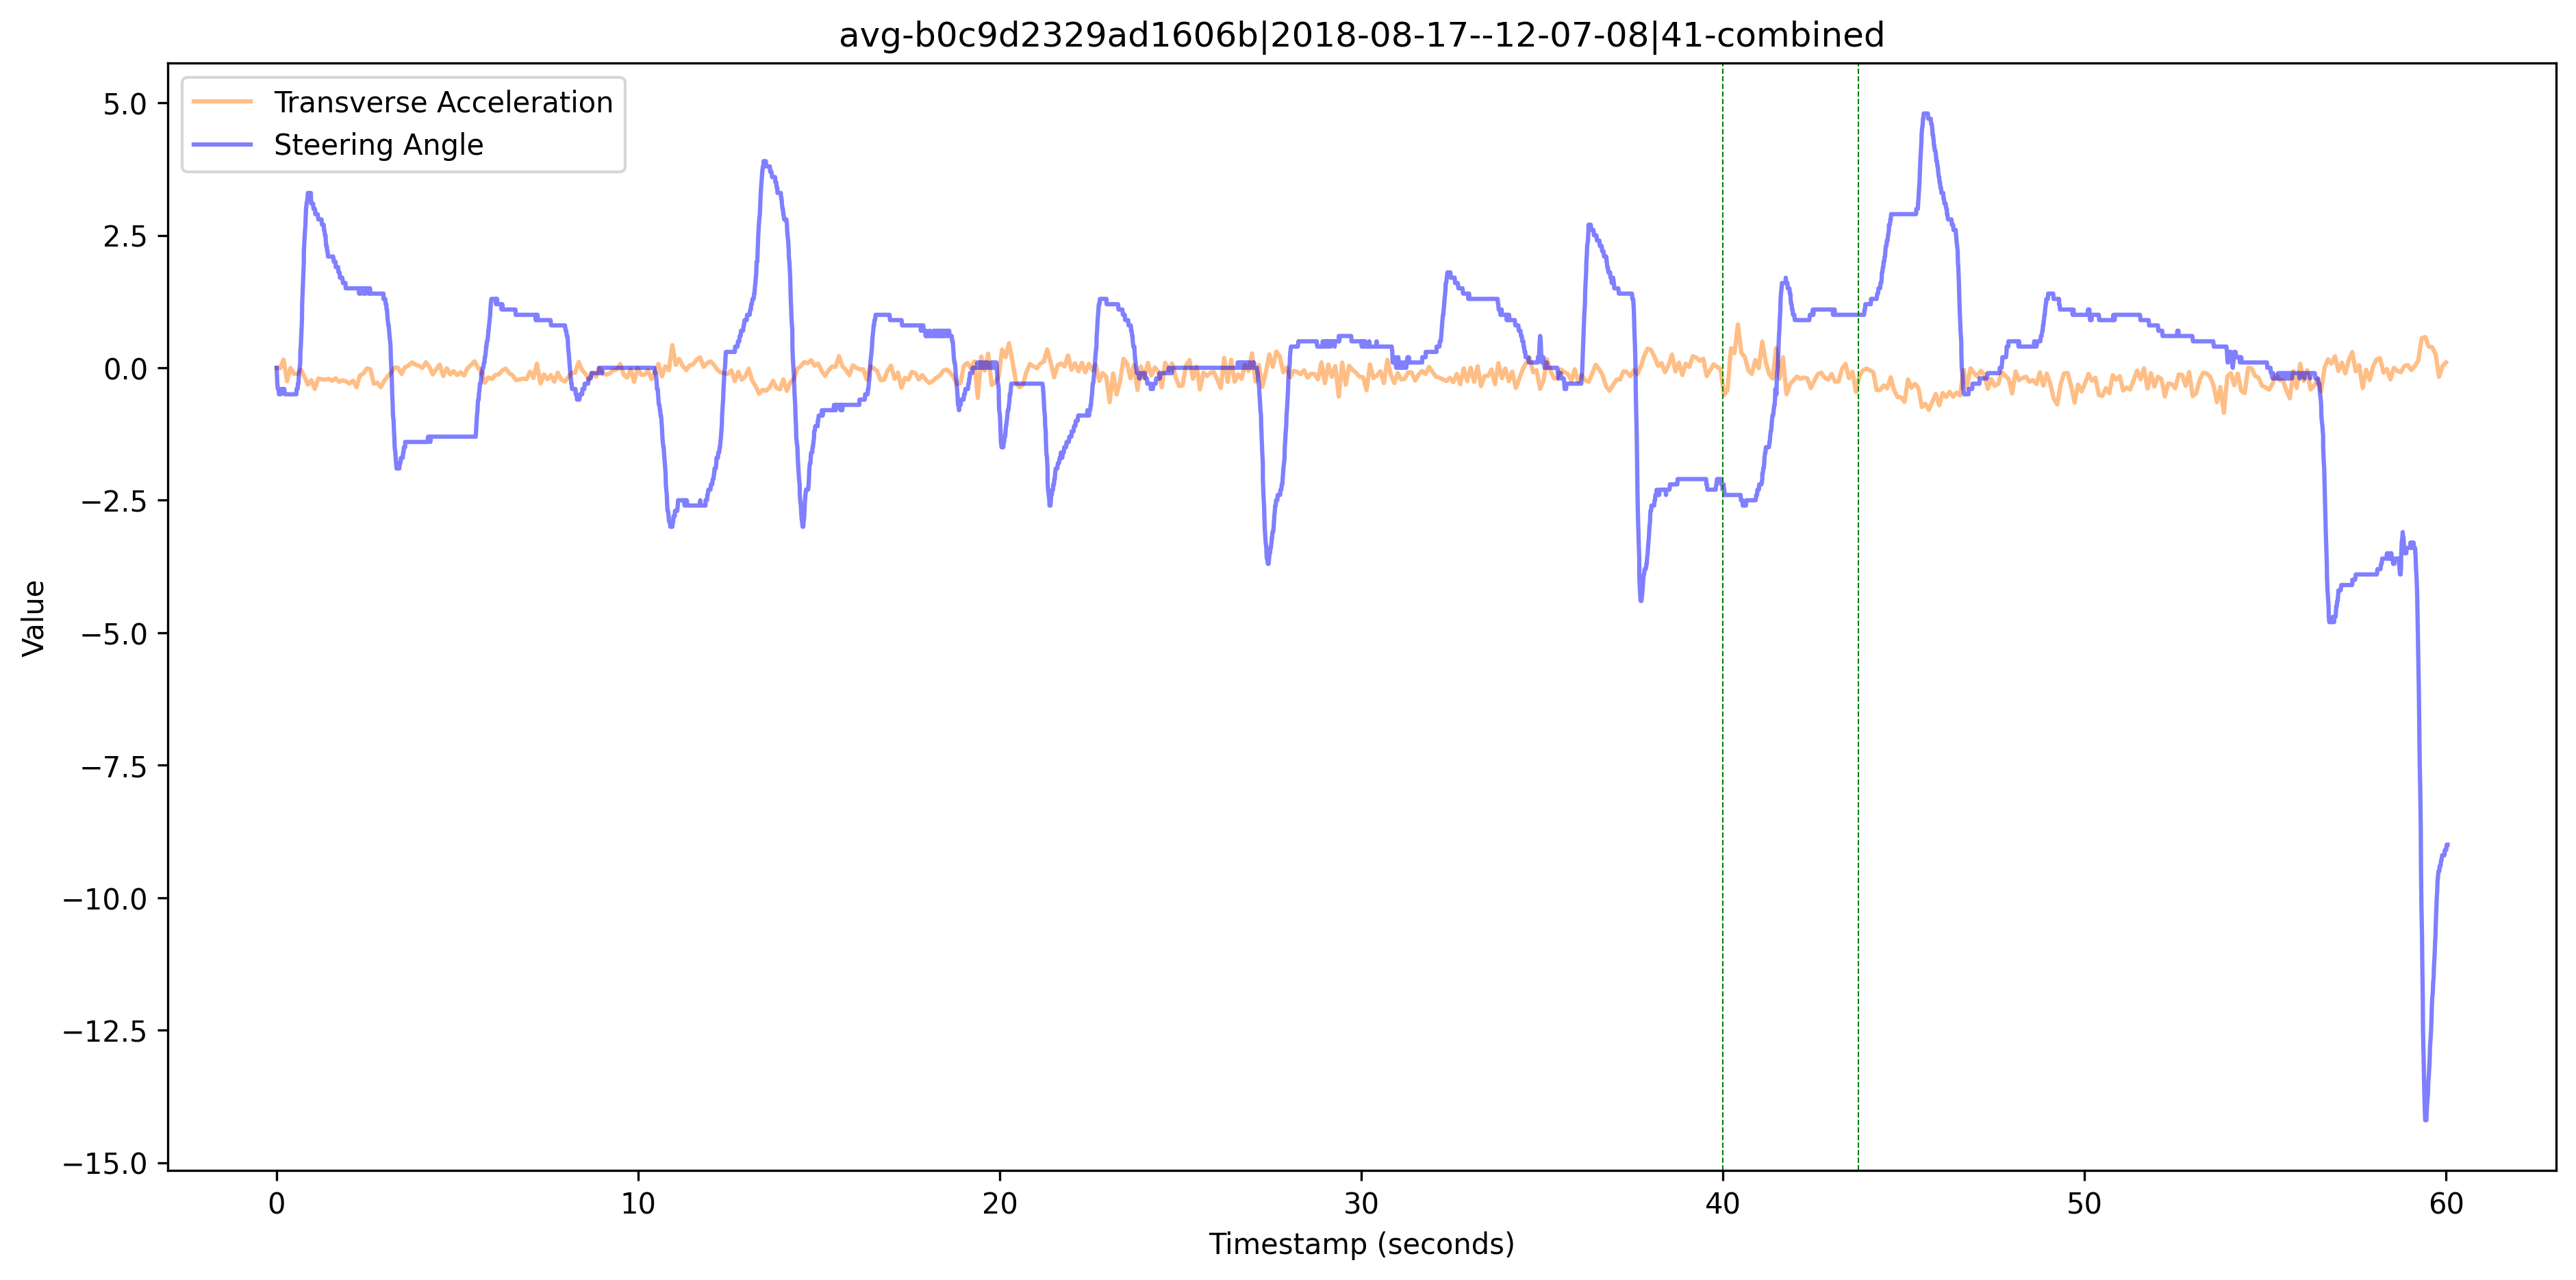 avg-b0c9d2329ad1606b|2018-08-17--12-07-08|41-combined
Transverse Acceleration
Steering Angle
5.0
2.5
0.0
−2.5
−5.0
−7.5
−10.0
−12.5
−15.0
Value
0 10 20 30 40 50 60
Timestamp (seconds)